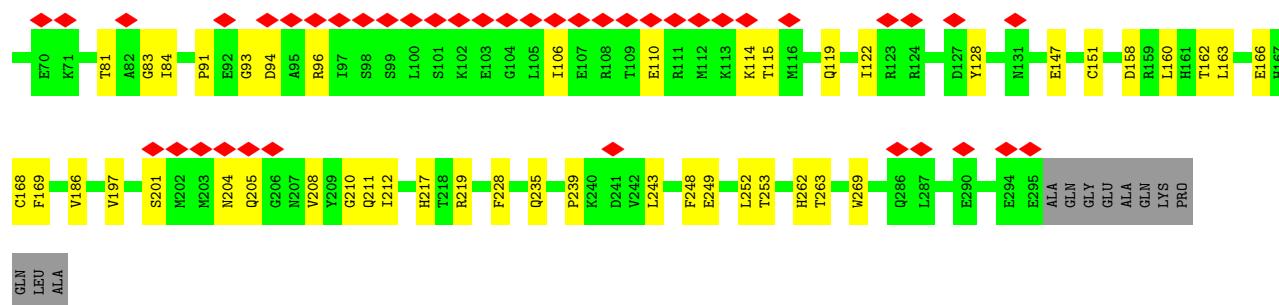 E70 K71 T81 A82 G83 I84 P91 E92 G93 D94 A95 R96 I97 S98 S99 L100 S101 K102 E103 G104 L105 I106 E107 R108 T109 E110 R111 M112 K113 K114 T115 M116 Q119 I122 R123 R124 D127 Y128 N131 E147 C151 D158 R159 L160 H161 T162 L163 E166 H167
C168 F169 V186 V197 S201 M202 M203 N204 Q205 G206 N207 V208 Y209 G210 Q211 I212 H217 T218 R219 F228 Q235 P239 K240 D241 V242 L243 F248 E249 L252 T253 H262 T263 W269 Q286 L287 E290 E294 E295 ALA GLN GLY GLU ALA GLN LYS PRO
GLN LEU ALA